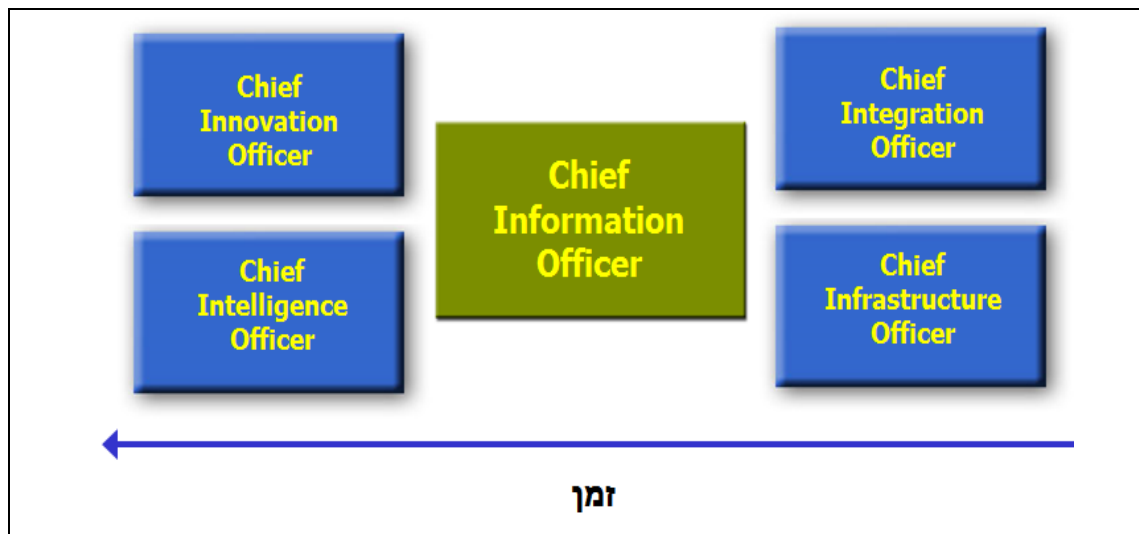 Chief
Innovation
Officer
Chief
Intelligence
Officer
Chief
Information
Officer
Chief
Integration
Officer
Chief
Infrastructure
Officer
זמן